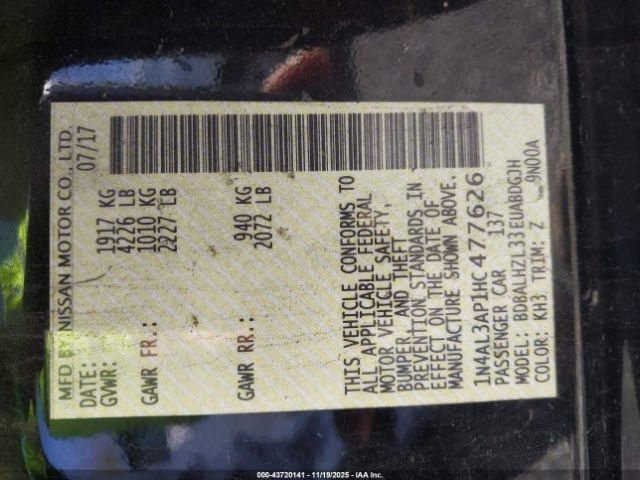 MFD BY NISSAN MOTOR CO., LTD.
DATE: 07/17
GVWR: 1917 KG
4226 LB
GAWR FR.: 1010 KG
2227 LB
GAWR RR.: 940 KG
2072 LB
THIS VEHICLE CONFORMS TO
ALL APPLICABLE FEDERAL
MOTOR VEHICLE SAFETY,
BUMPER AND THEFT
PREVENTION STANDARDS IN
EFFECT ON THE DATE OF
MANUFACTURE SHOWN ABOVE.
1N4AL3AP1HC477626
PASSENGER CAR 137
MODEL: BDBALHZL33EUABDGJH
COLOR: KH3 TRIM: Z 9N00A
000-43720141 - 11/19/2025 - IAA Inc.